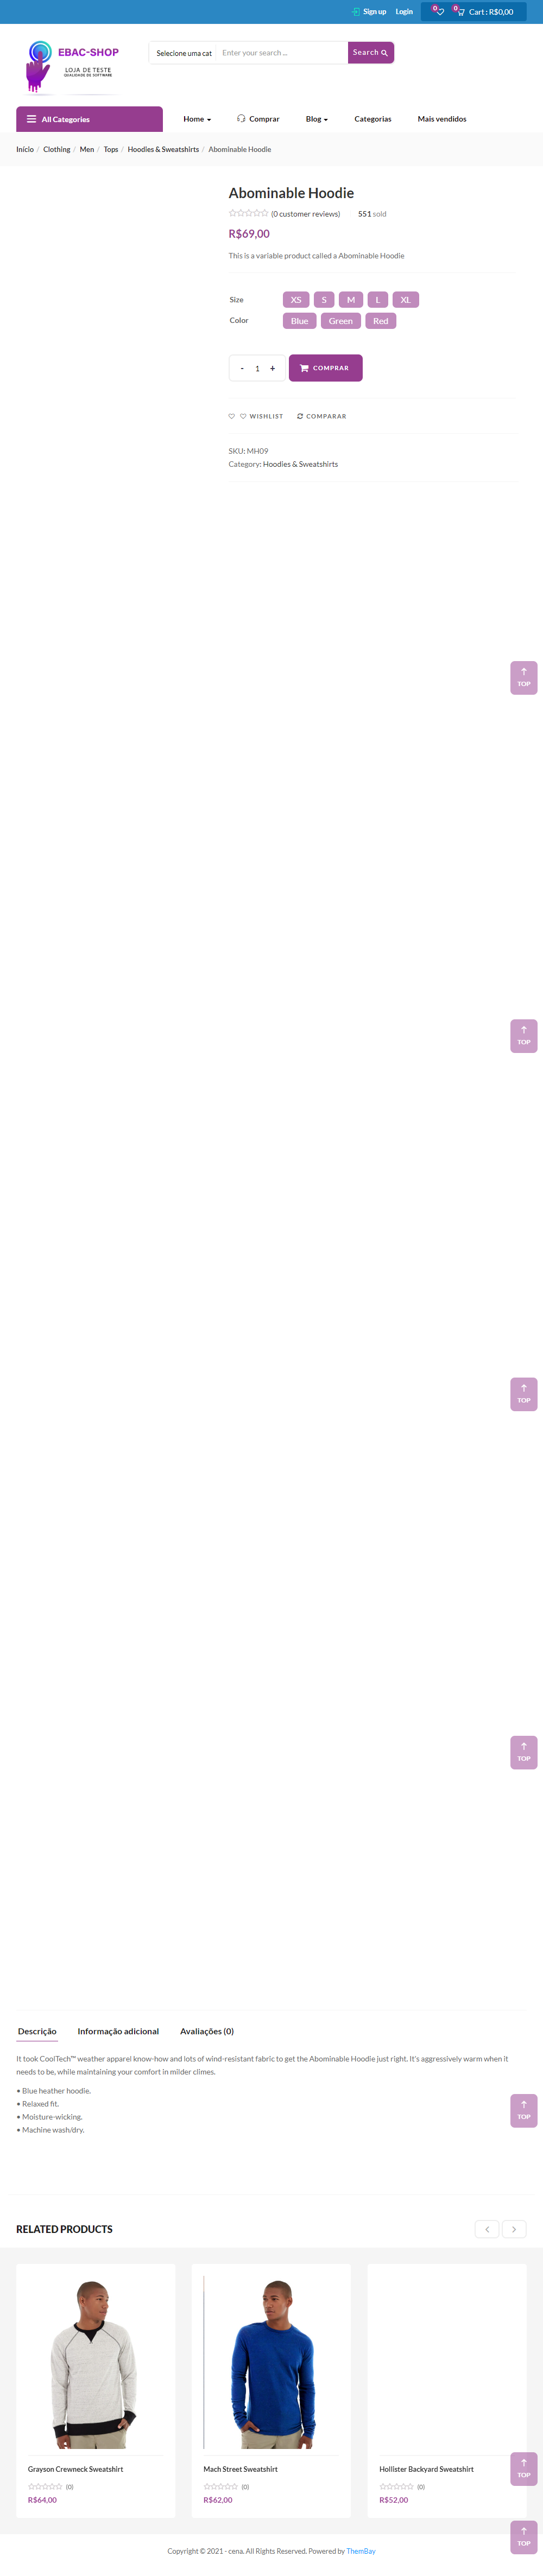 Sign up Login 0 0 Cart : R$0,00
EBAC-SHOP
LOJA DE TESTE
QUALIDADE DE SOFTWARE
Selecione uma cat Enter your search ... Search
All Categories Home Comprar Blog Categorias Mais vendidos
Início / Clothing / Men / Tops / Hoodies & Sweatshirts / Abominable Hoodie
Abominable Hoodie
(0 customer reviews) 551 sold
R$69,00
This is a variable product called a Abominable Hoodie
Size XS S M L XL
Color Blue Green Red
- 1 + COMPRAR
WISHLIST COMPARAR
SKU: MH09
Category: Hoodies & Sweatshirts
TOP
TOP
TOP
TOP
Descrição Informação adicional Avaliações (0)
It took CoolTech™ weather apparel know-how and lots of wind-resistant fabric to get the Abominable Hoodie just right. It's aggressively warm when it
needs to be, while maintaining your comfort in milder climes.
• Blue heather hoodie.
• Relaxed fit.
• Moisture-wicking.
• Machine wash/dry.
TOP
RELATED PRODUCTS
Grayson Crewneck Sweatshirt
(0)
R$64,00
Mach Street Sweatshirt
(0)
R$62,00
Hollister Backyard Sweatshirt
(0)
R$52,00
TOP
TOP
Copyright © 2021 - cena. All Rights Reserved. Powered by ThemBay